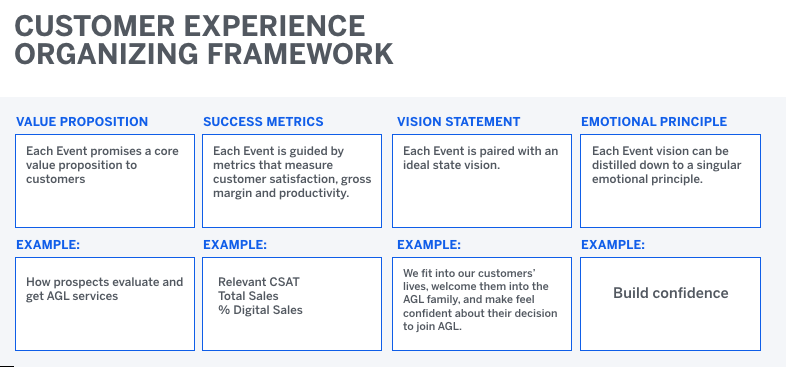 CUSTOMER EXPERIENCE
ORGANIZING FRAMEWORK
VALUE PROPOSITION
Each Event promises a core
value proposition to
customers
SUCCESS METRICS
Each Event is guided by
metrics that measure
customer satisfaction, gross
margin and productivity.
VISION STATEMENT
Each Event is paired with an
ideal state vision.
EMOTIONAL PRINCIPLE
Each Event vision can be
distilled down to a singular
emotional principle.
EXAMPLE:
How prospects evaluate and
get AGL services
EXAMPLE:
Relevant CSAT
Total Sales
% Digital Sales
EXAMPLE:
We fit into our customers'
lives, welcome them into the
AGL family, and make feel
confident about their decision
to join AGL.
EXAMPLE:
Build confidence